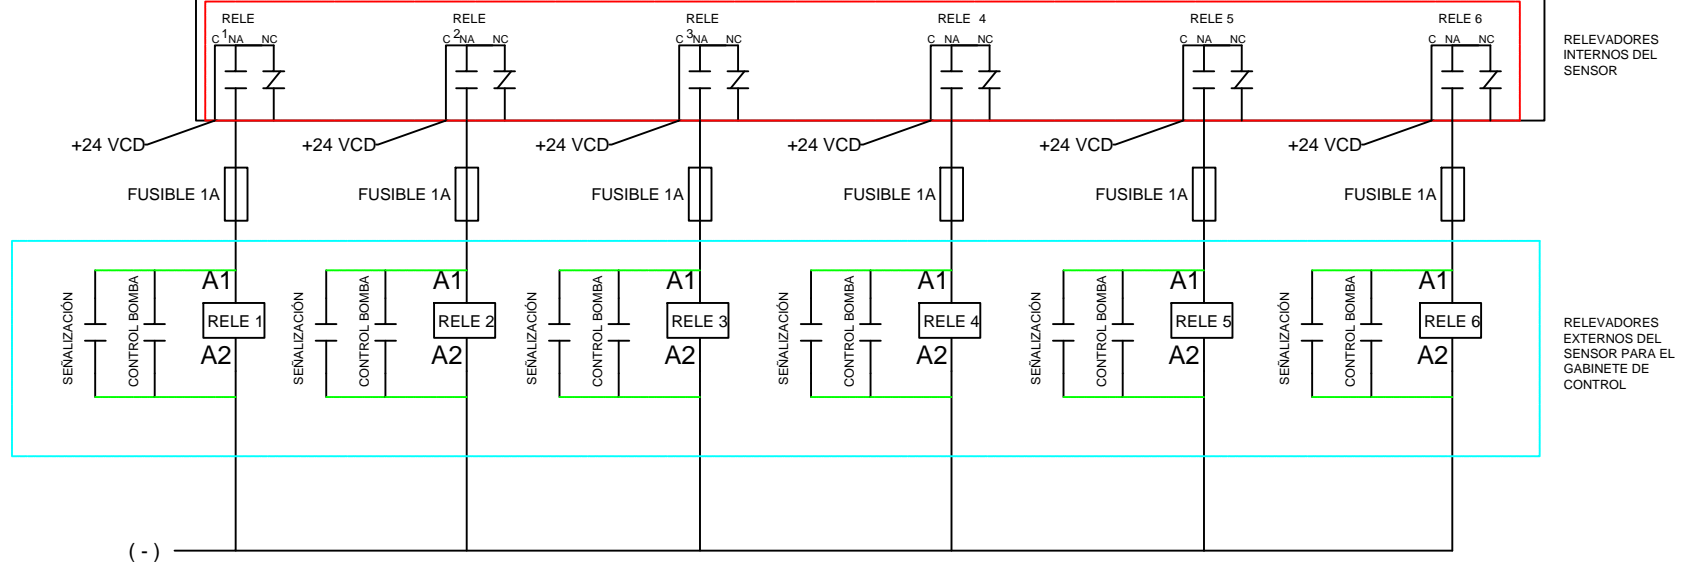 RELE 1
RELE 2
RELE 3
RELE 4
RELE 5
RELE 6
C NA NC
C NA NC
C NA NC
C NA NC
C NA NC
C NA NC
RELEVADORES
INTERNOS DEL
SENSOR
+24 VCD
+24 VCD
+24 VCD
+24 VCD
+24 VCD
+24 VCD
FUSIBLE 1A
FUSIBLE 1A
FUSIBLE 1A
FUSIBLE 1A
FUSIBLE 1A
FUSIBLE 1A
SEÑALIZACIÓN
CONTROL BOMBA
A1
RELE 1
A2
SEÑALIZACIÓN
CONTROL BOMBA
A1
RELE 2
A2
SEÑALIZACIÓN
CONTROL BOMBA
A1
RELE 3
A2
SEÑALIZACIÓN
CONTROL BOMBA
A1
RELE 4
A2
SEÑALIZACIÓN
CONTROL BOMBA
A1
RELE 5
A2
SEÑALIZACIÓN
CONTROL BOMBA
A1
RELE 6
A2
RELEVADORES
EXTERNOS DEL
SENSOR PARA EL
GABINETE DE
CONTROL
( - )